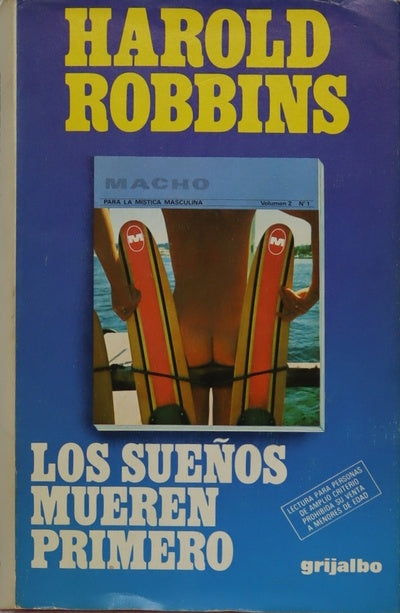 HAROLD
ROBBINS
MACHO
PARA LA MISTICA MASCULINA Volumen 2 Nº 1
M M
LOS SUEÑOS
MUEREN
PRIMERO
LECTURA PARA PERSONAS
DE AMPLIO CRITERIO
PROHIBIDA SU VENTA
A MENORES DE EDAD
grijalbo